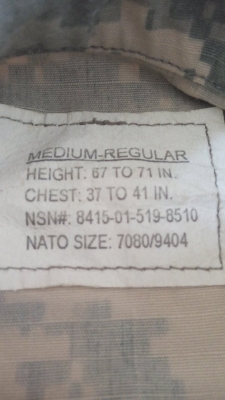 MEDIUM-REGULAR
HEIGHT: 67 TO 71 IN.
CHEST: 37 TO 41 IN.
NSN#: 8415-01-519-8510
NATO SIZE: 7080/9404